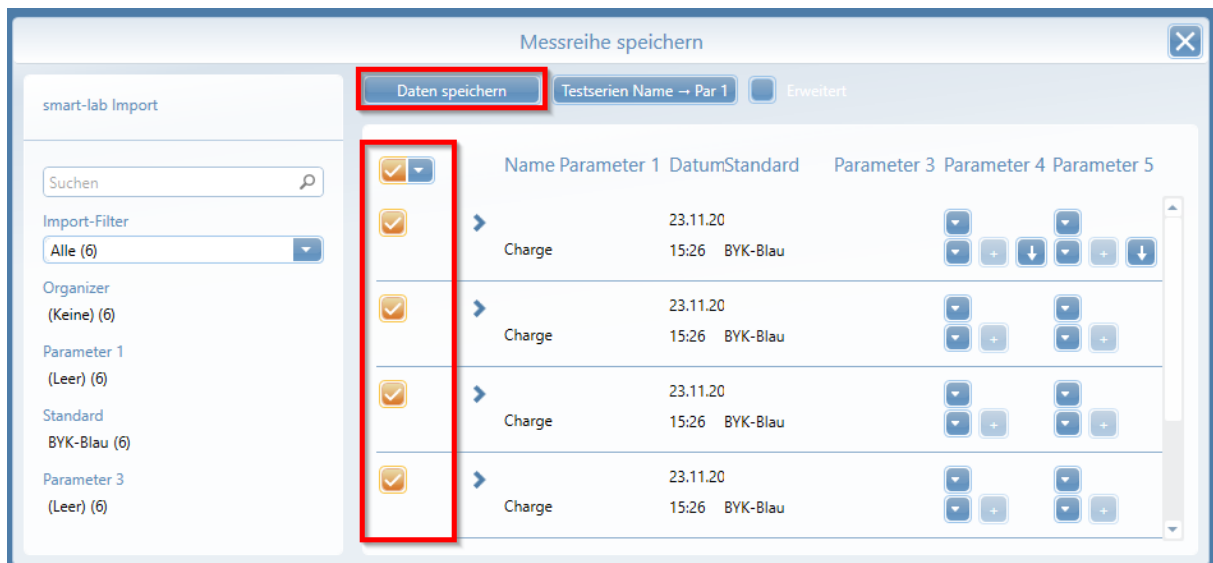 Messreihe speichern
smart-lab Import
Suchen
Import-Filter
Alle (6)
Organizer
(Keine) (6)
Parameter 1
(Leer) (6)
Standard
BYK-Blau (6)
Parameter 3
(Leer) (6)
Daten speichern Testserien Name → Par 1 Erweitert
Name Parameter 1 Datum Standard Parameter 3 Parameter 4 Parameter 5
23.11.20
Charge 15:26 BYK-Blau
23.11.20
Charge 15:26 BYK-Blau
23.11.20
Charge 15:26 BYK-Blau
23.11.20
Charge 15:26 BYK-Blau